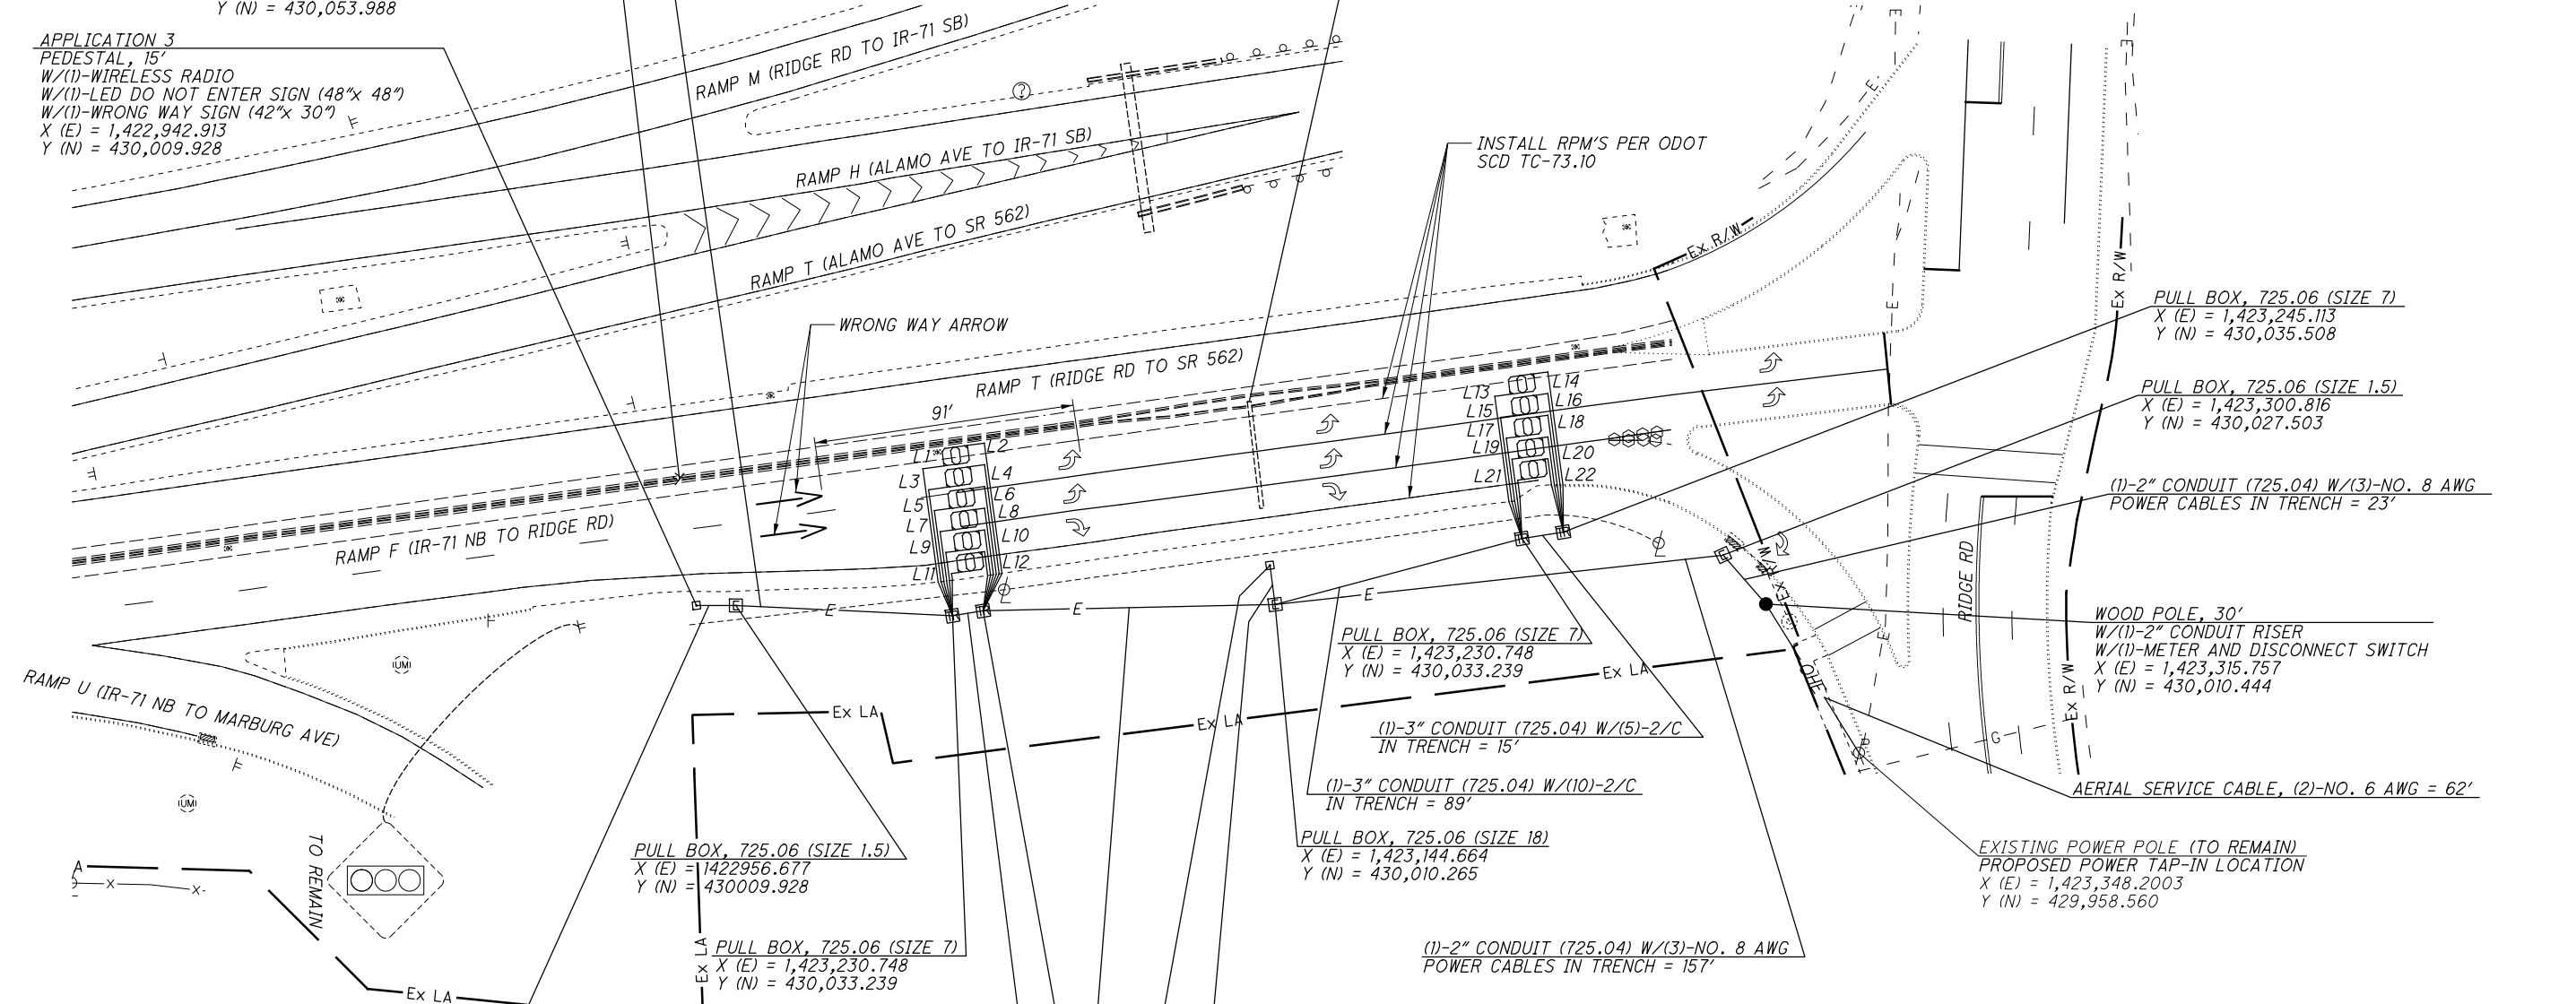 Y (N) = 430,053.988
APPLICATION 3
PEDESTAL, 15'
W/(1)-WIRELESS RADIO
W/(1)-LED DO NOT ENTER SIGN (48"x 48")
W/(1)-WRONG WAY SIGN (42"x 30")
X (E) = 1,422,942.913
Y (N) = 430,009.928
RAMP M (RIDGE RD TO IR-71 SB)
?
RAMP H (ALAMO AVE TO IR-71 SB)
RAMP T (ALAMO AVE TO SR 562)
INSTALL RPM'S PER ODOT
SCD TC-73.10
WRONG WAY ARROW
RAMP T (RIDGE RD TO SR 562)
91'
RAMP F (IR-71 NB TO RIDGE RD)
RAMP U (IR-71 NB TO MARBURG AVE)
L1
L2
L3
L4
L5
L6
L7
L8
L9
L10
L11
L12
L13
L14
L15
L16
L17
L18
L19
L20
L21
L22
Ex R/W
Ex R/W
Ex R/W
Ex R/W
E
E
E
E
E
E
E
E
RIDGE RD
OHE
G
PULL BOX, 725.06 (SIZE 7)
X (E) = 1,423,245.113
Y (N) = 430,035.508
PULL BOX, 725.06 (SIZE 1.5)
X (E) = 1,423,300.816
Y (N) = 430,027.503
(1)-2" CONDUIT (725.04) W/(3)-NO. 8 AWG
POWER CABLES IN TRENCH = 23'
WOOD POLE, 30'
W/(1)-2" CONDUIT RISER
W/(1)-METER AND DISCONNECT SWITCH
X (E) = 1,423,315.757
Y (N) = 430,010.444
AERIAL SERVICE CABLE, (2)-NO. 6 AWG = 62'
EXISTING POWER POLE (TO REMAIN)
PROPOSED POWER TAP-IN LOCATION
X (E) = 1,423,348.2003
Y (N) = 429,958.560
PULL BOX, 725.06 (SIZE 7)
X (E) = 1,423,230.748
Y (N) = 430,033.239
(1)-3" CONDUIT (725.04) W/(5)-2/C
IN TRENCH = 15'
(1)-3" CONDUIT (725.04) W/(10)-2/C
IN TRENCH = 89'
PULL BOX, 725.06 (SIZE 18)
X (E) = 1,423,144.664
Y (N) = 430,010.265
(1)-2" CONDUIT (725.04) W/(3)-NO. 8 AWG
POWER CABLES IN TRENCH = 157'
PULL BOX, 725.06 (SIZE 1.5)
X (E) = 1422956.677
Y (N) = 430009.928
PULL BOX, 725.06 (SIZE 7)
X (E) = 1,423,230.748
Y (N) = 430,033.239
Ex LA
Ex LA
Ex LA
Ex LA
Ex LA
A
X
X
UM
UM
TO REMAIN